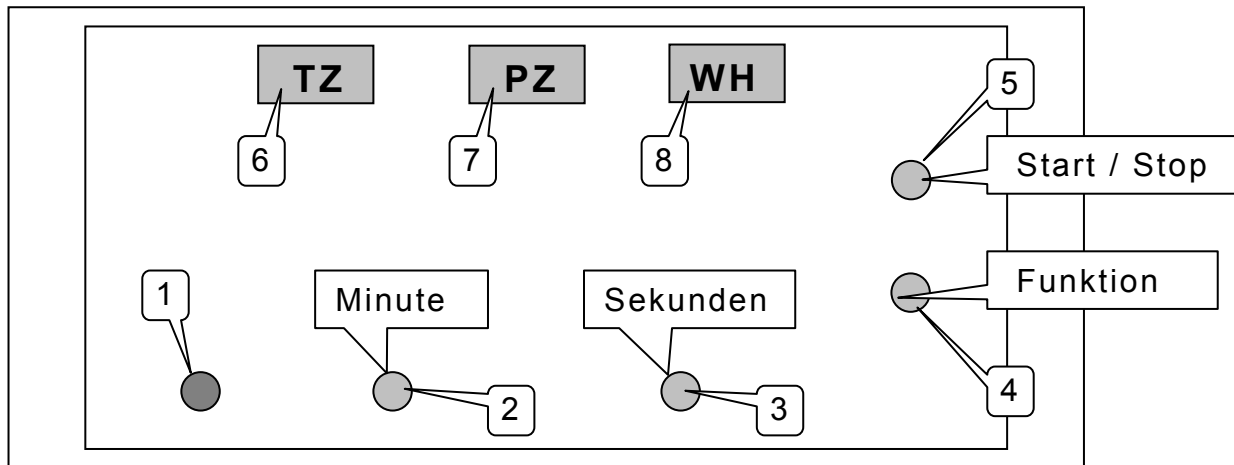 TZ PZ WH
6 7 8 5
Start / Stop
1 Minute Sekunden Funktion
2 3 4